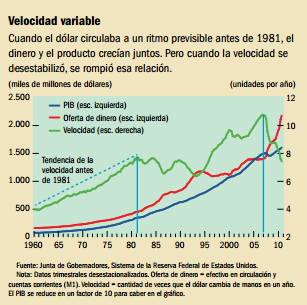 Velocidad variable
Cuando el dólar circulaba a un ritmo previsible antes de 1981, el
dinero y el producto crecían juntos. Pero cuando la velocidad se
desestabilizó, se rompió esa relación.
(miles de millones de dólares) (unidades por año)
2.500 12
PIB (esc. izquierda)
Oferta de dinero (esc. izquierda)
2.000 10
Velocidad (esc. derecha)
1.500 8
Tendencia de la
velocidad antes
de 1981
1.000 6
500 4
0 2
1960 65 70 75 80 85 90 95 2000 05 10
Fuente: Junta de Gobernadores, Sistema de la Reserva Federal de Estados Unidos.
Nota: Datos trimestrales desestacionalizados. Oferta de dinero = efectivo en circulación y
cuentas corrientes (M1). Velocidad = cantidad de veces que el dólar cambia de manos en un año.
El PIB se reduce en un factor de 10 para caber el gráfico.